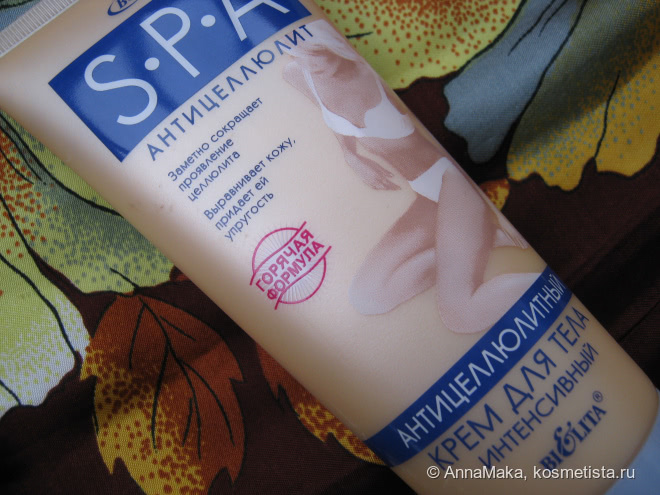 S·P·A
АНТИЦЕЛЛЮЛИТ
Заметно сокращает
проявление
целлюлита
Выравнивает кожу,
придает ей
упругость
ГОРЯЧАЯ
ФОРМУЛА
АНТИЦЕЛЛЮЛИТНЫЙ
КРЕМ ДЛЯ ТЕЛА
ИНТЕНСИВНЫЙ
BIELITA®
© AnnaMaka, kosmetista.ru